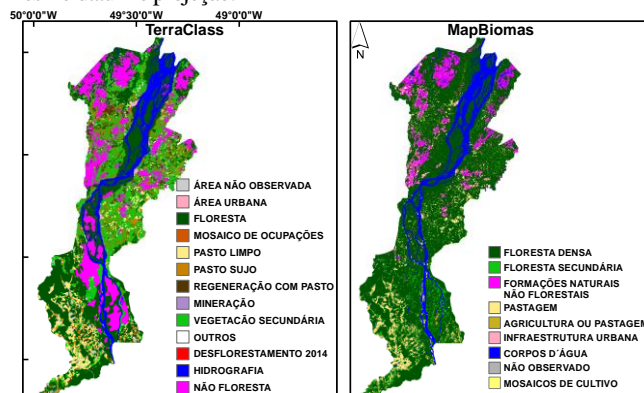 50°0'0"W 49°30'0"W 49°0'0"W
TerraClass
ÁREA NÃO OBSERVADA
ÁREA URBANA
FLORESTA
MOSAICO DE OCUPAÇÕES
PASTO LIMPO
PASTO SUJO
REGENERAÇÃO COM PASTO
MINERAÇÃO
VEGETAÇÃO SECUNDÁRIA
OUTROS
DESFLORESTAMENTO 2014
HIDROGRAFIA
NÃO FLORESTA
MapBiomas
N
FLORESTA DENSA
FLORESTA SECUNDÁRIA
FORMAÇÕES NATURAIS
NÃO FLORESTAIS
PASTAGEM
AGRICULTURA OU PASTAGEM
INFRAESTRUTURA URBANA
CORPOS D´ÁGUA
NÃO OBSERVADO
MOSAICOS DE CULTIVO